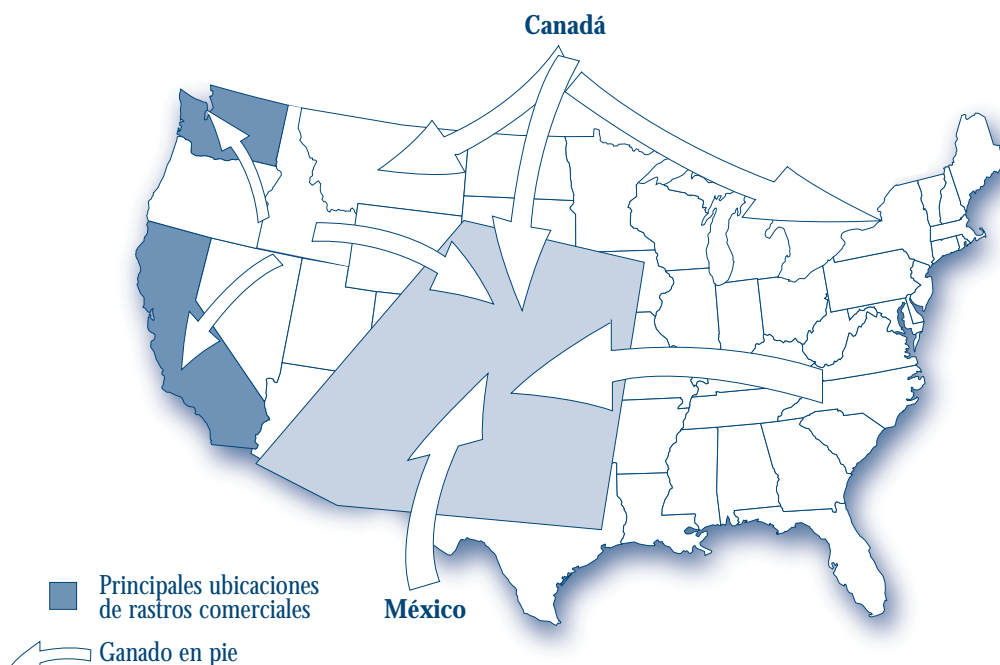 Canadá
México
Principales ubicaciones
de rastros comerciales
Ganado en pie